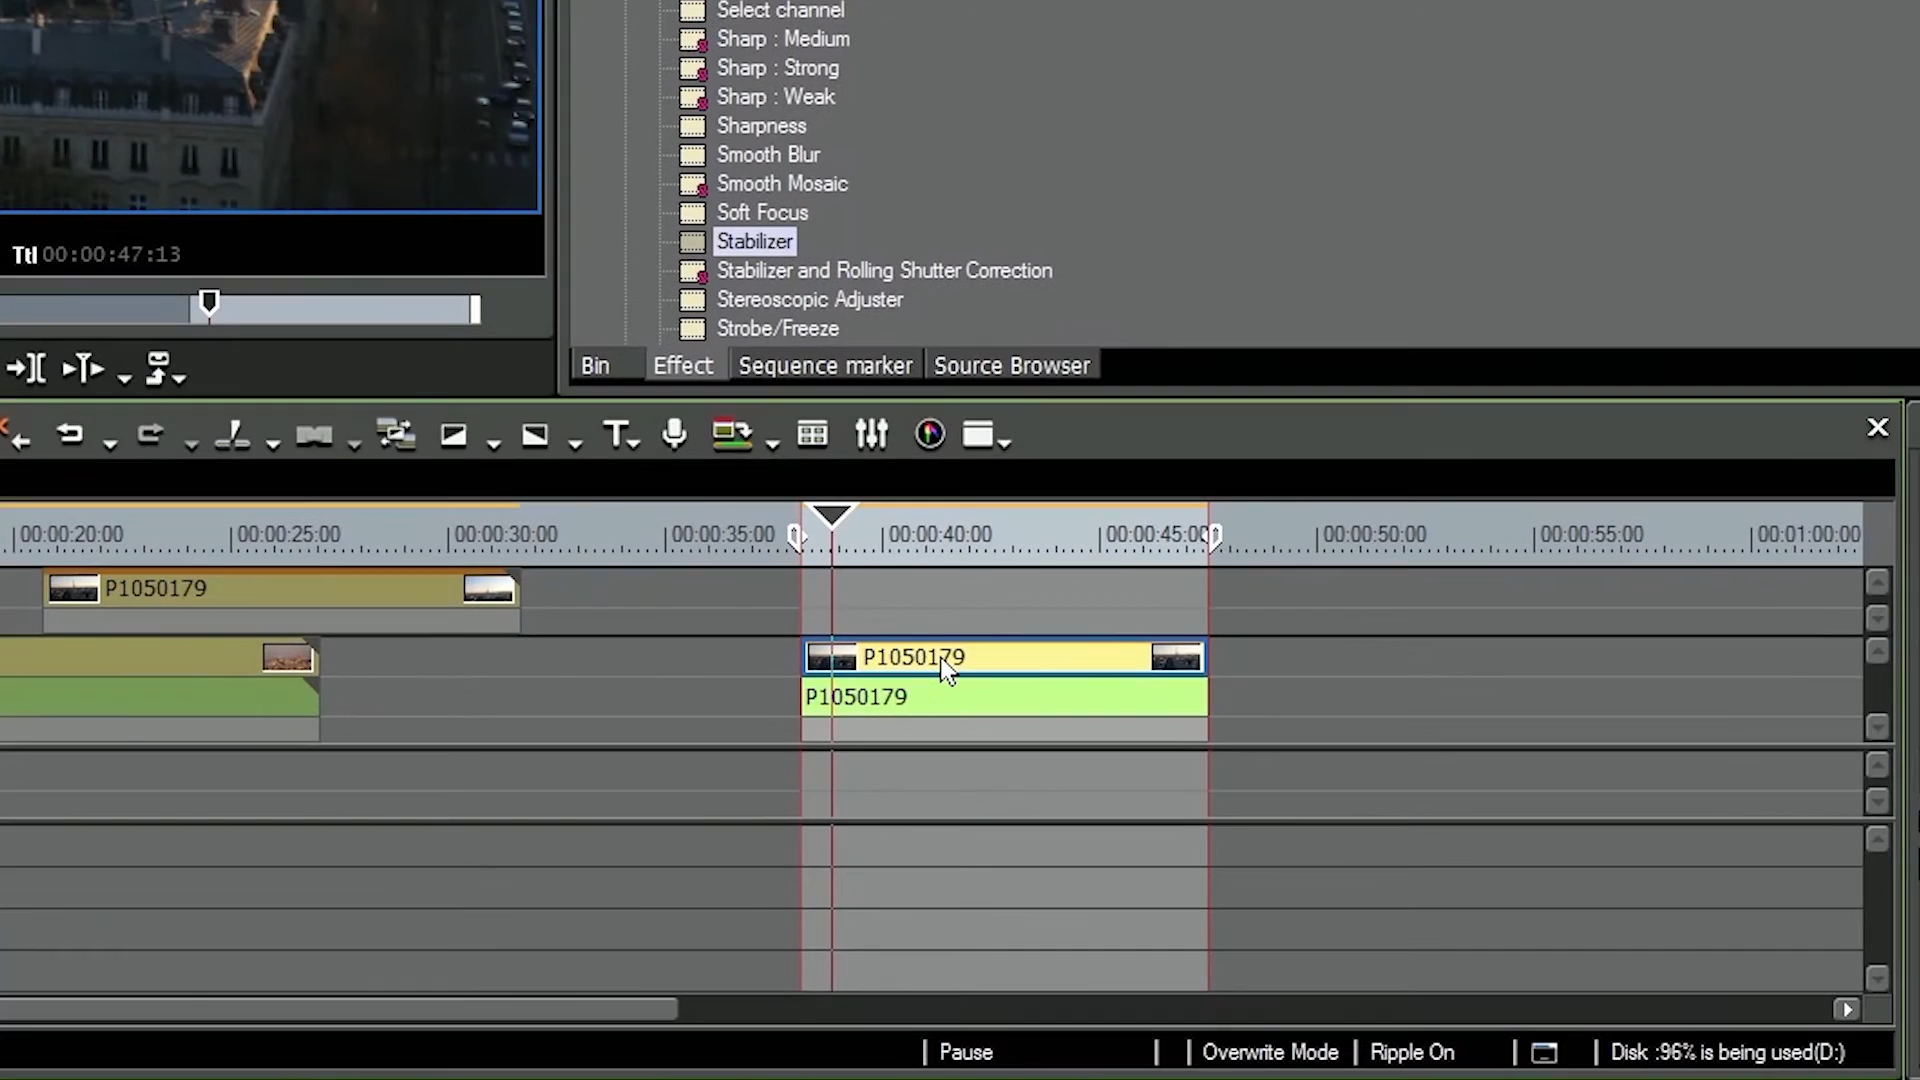 Select channel
Sharp : Medium
Sharp : Strong
Sharp : Weak
Sharpness
Smooth Blur
Smooth Mosaic
Soft Focus
Stabilizer
Stabilizer and Rolling Shutter Correction
Stereoscopic Adjuster
Strobe/Freeze
Ttl 00:00:47:13
Bin Effect Sequence marker Source Browser
00:00:20:00 00:00:25:00 00:00:30:00 00:00:35:00 00:00:40:00 00:00:45:00 00:00:50:00 00:00:55:00 00:01:00:00
P1050179
P1050179
P1050179
Pause Overwrite Mode Ripple On Disk :96% is being used(D:)